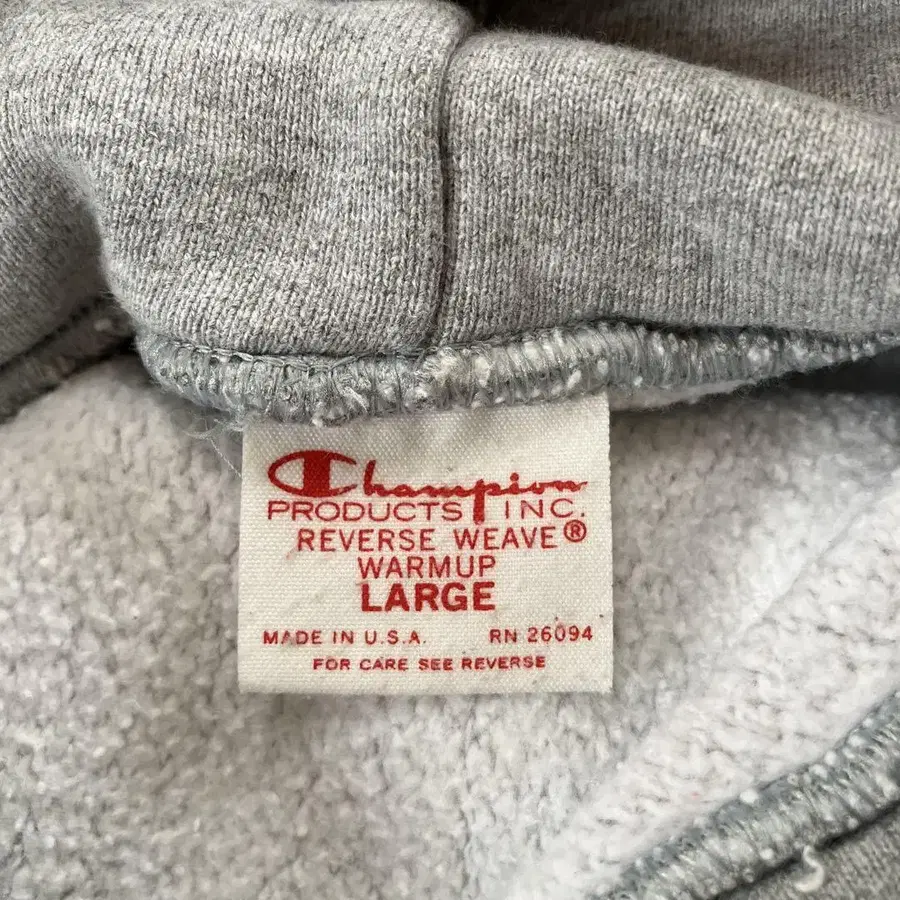 Champion
PRODUCTS INC.
REVERSE WEAVE®
WARMUP
LARGE
MADE IN U.S.A. RN 26094
FOR CARE SEE REVERSE